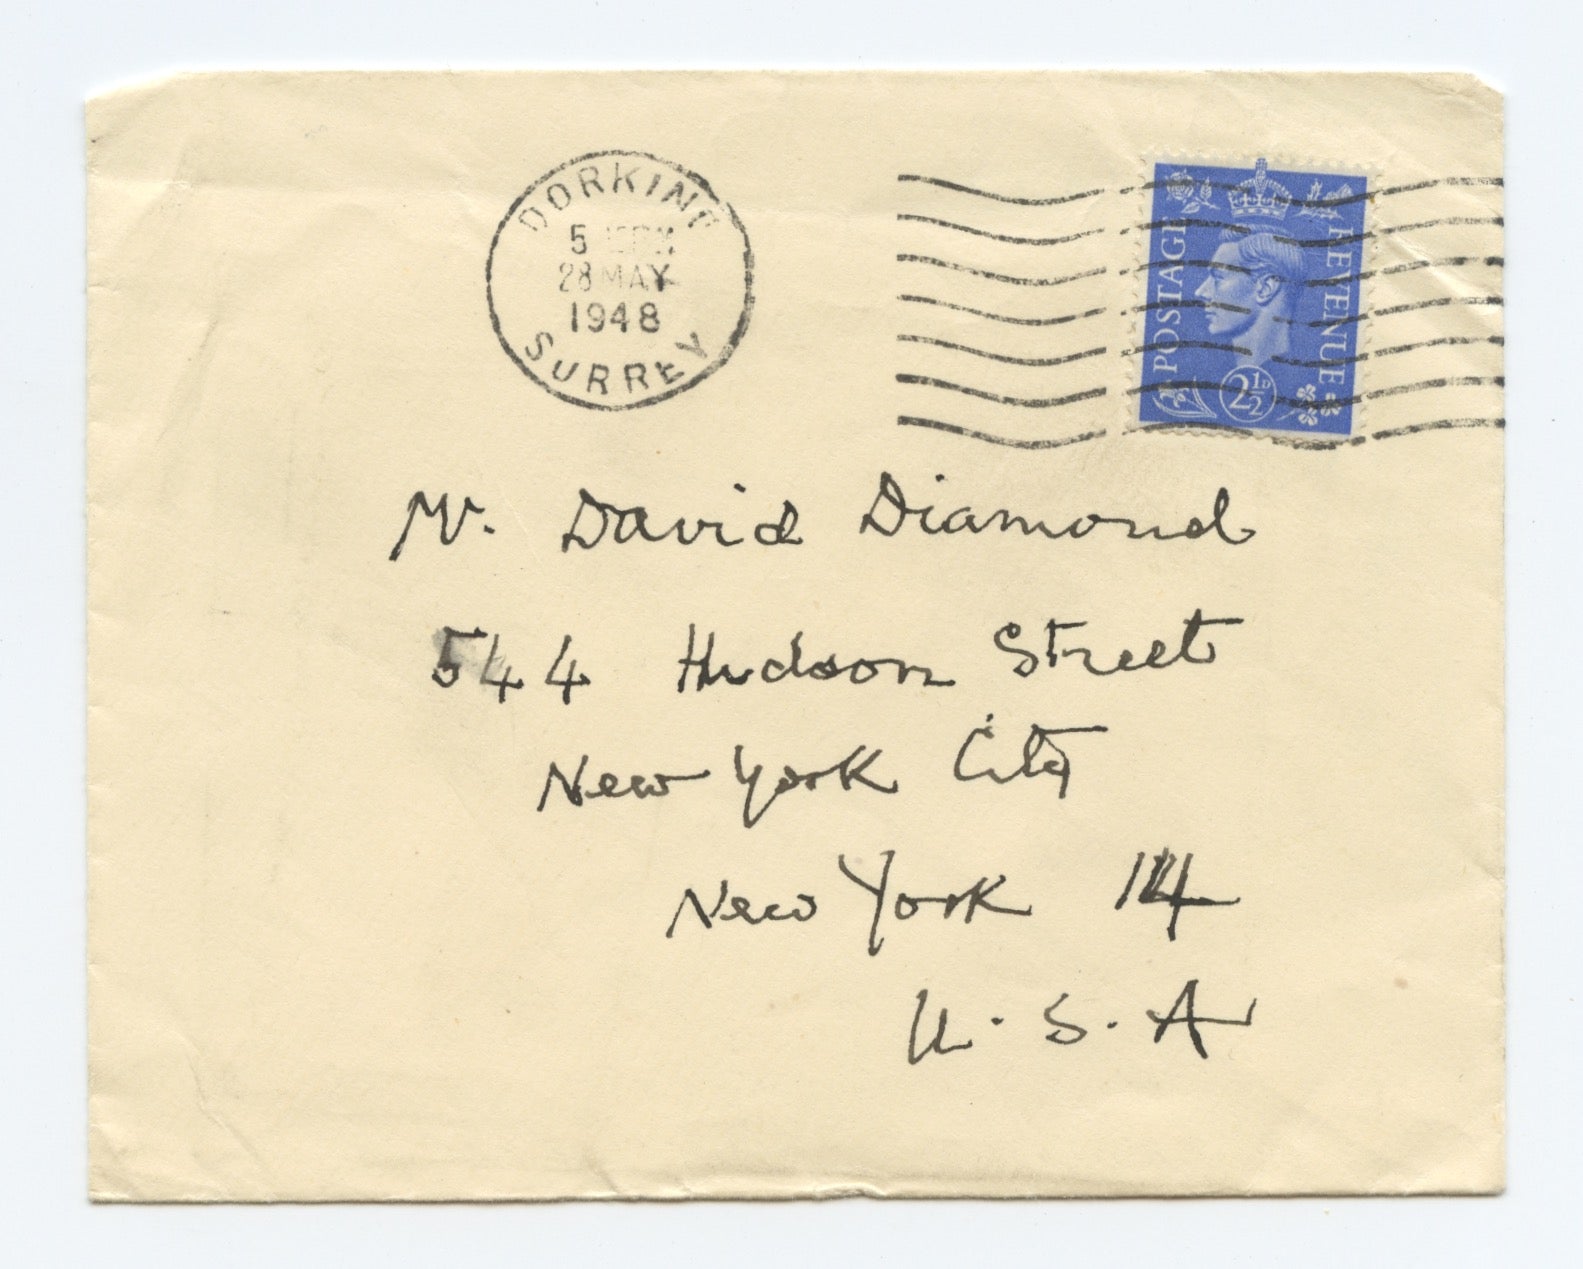 DORKING
5
28 MAY
1948
SURREY
POSTAGE
REVENUE
2½D
Mr. David Diamond
544 Hudson Street
New York City
New York 14
U.S.A